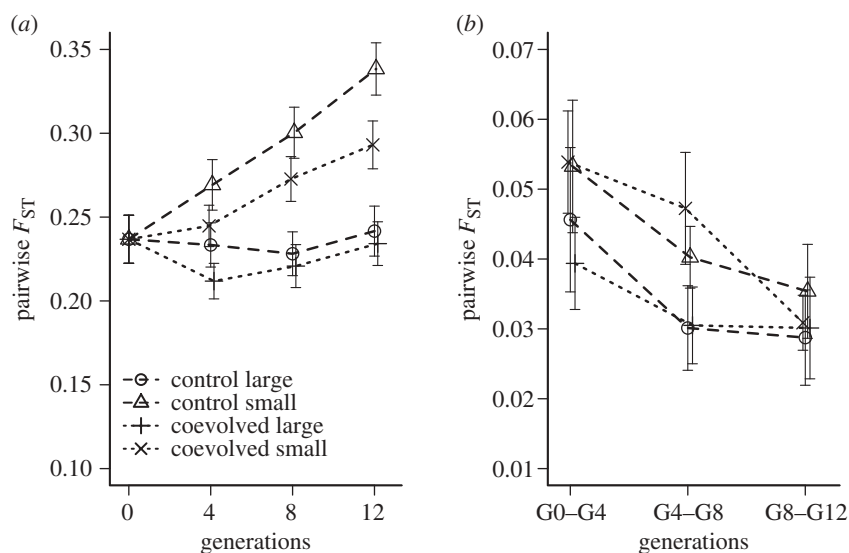 (a)
0.35
0.30
0.25
0.20
0.15
0.10
pairwise FST
control large
control small
coevolved large
coevolved small
0 4 8 12
generations
(b)
0.07
0.06
0.05
0.04
0.03
0.02
0.01
pairwise FST
G0–G4 G4–G8 G8–G12
generations